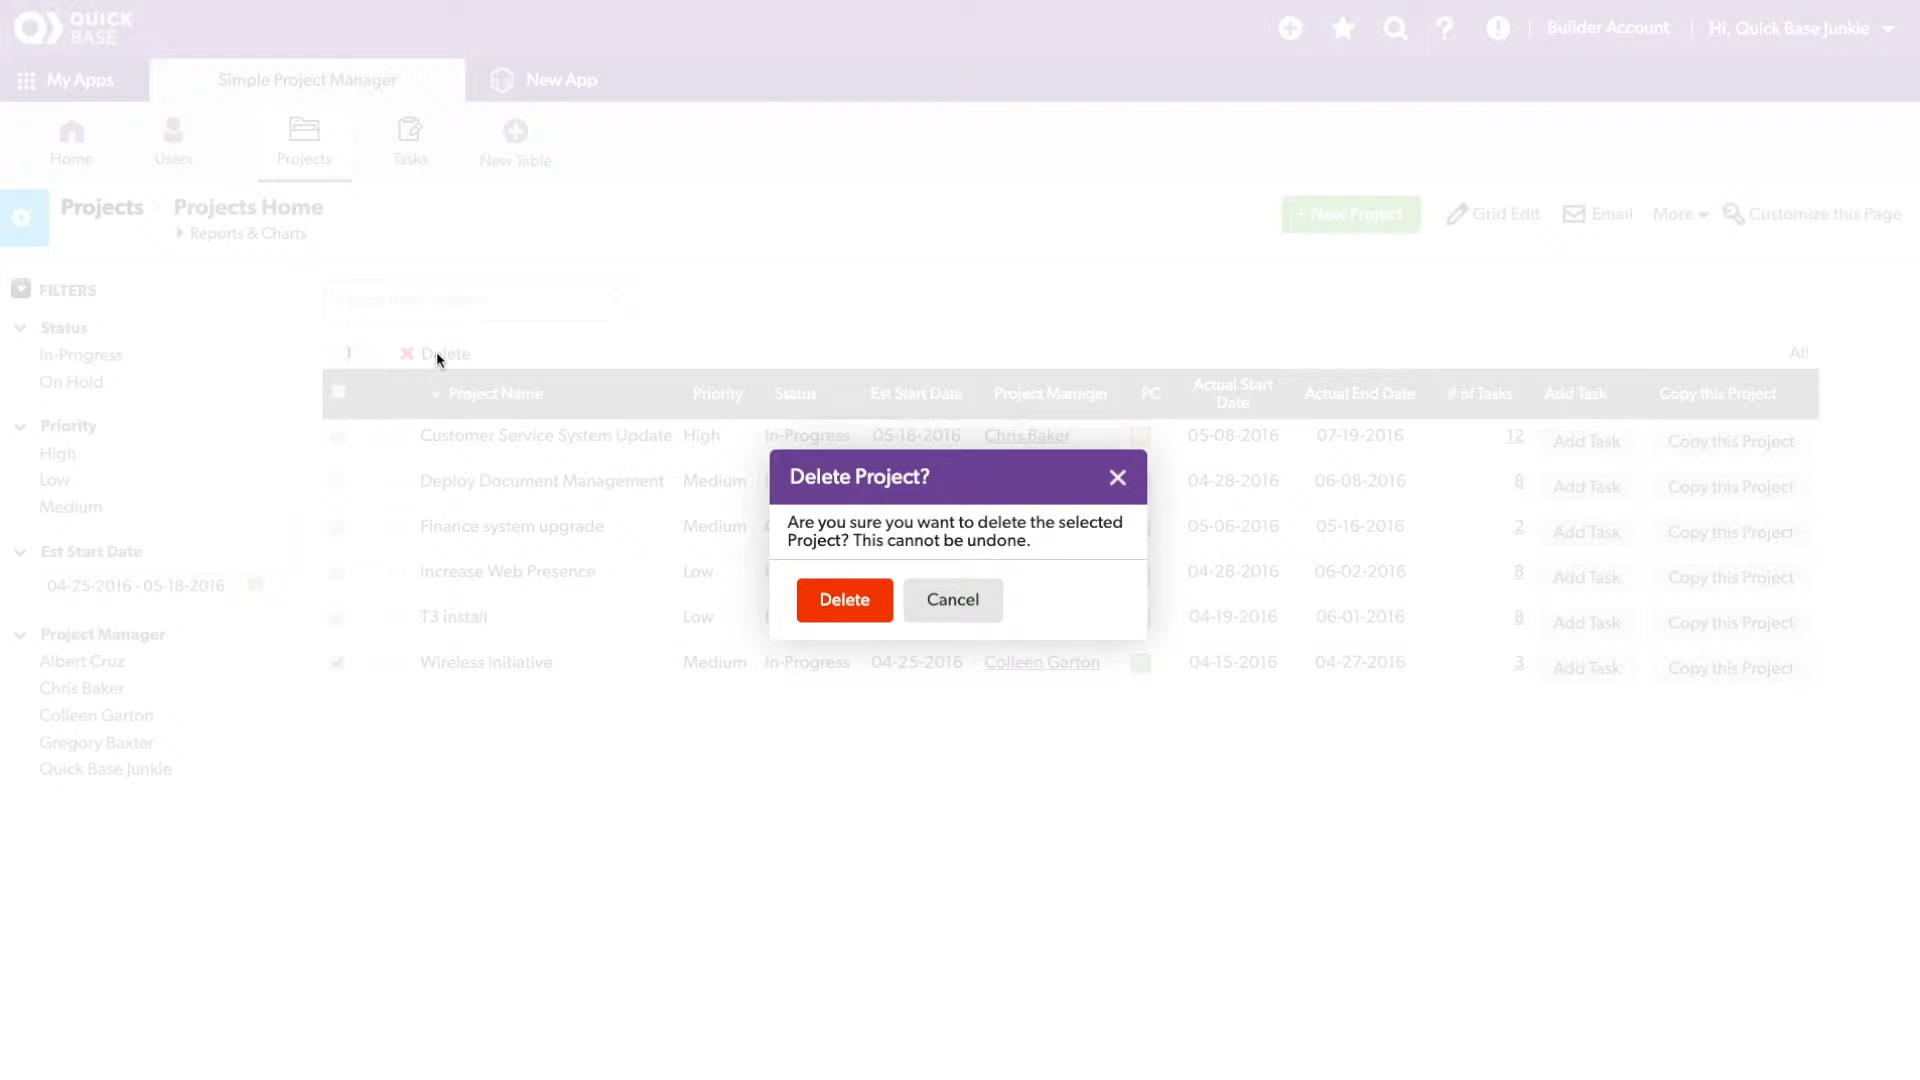 QUICK
BASE
Builder Account
Hi, Quick Base Junkie
My Apps
Simple Project Manager
New App
Home
Users
Projects
Tasks
New Table
Projects
Projects Home
Reports & Charts
+ New Project
Grid Edit
Email
More
Customize this Page
FILTERS
Status
In-Progress
On Hold
Priority
High
Low
Medium
Est Start Date
04-25-2016 - 05-18-2016
Project Manager
Albert Cruz
Chris Baker
Colleen Garton
Gregory Baxter
Quick Base Junkie
1 Delete All
Project Name Priority Status Est Start Date Project Manager PC Actual Start Date Actual End Date # of Tasks Add Task Copy this Project
Customer Service System Update High In-Progress 05-18-2016 Chris Baker 05-08-2016 07-19-2016 12 Add Task Copy this Project
Deploy Document Management Medium 04-28-2016 06-08-2016 8 Add Task Copy this Project
Finance system upgrade Medium 05-06-2016 05-16-2016 2 Add Task Copy this Project
Increase Web Presence Low 04-28-2016 06-02-2016 8 Add Task Copy this Project
T3 install Low 04-19-2016 06-01-2016 8 Add Task Copy this Project
Wireless initiative Medium In-Progress 04-25-2016 Colleen Garton 04-15-2016 04-27-2016 3 Add Task Copy this Project
Delete Project?
Are you sure you want to delete the selected
Project? This cannot be undone.
Delete
Cancel